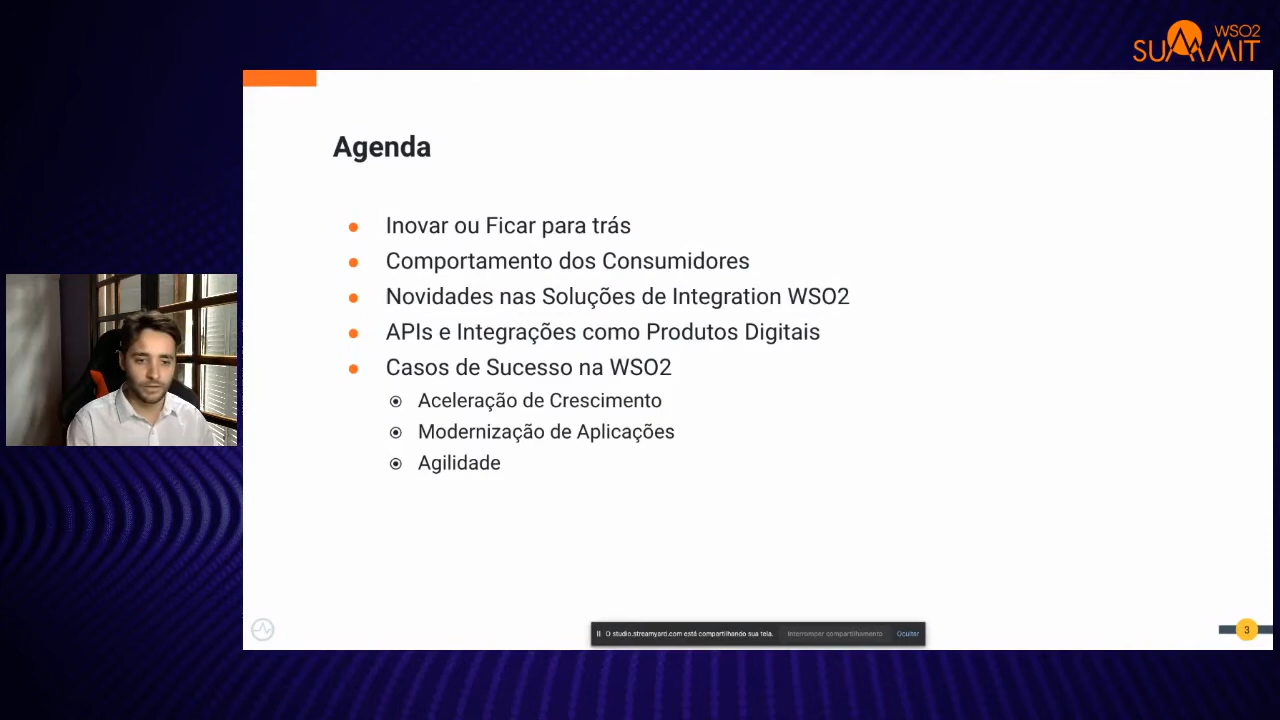 WSO2
SUMMIT
Agenda
Inovar ou Ficar para trás
Comportamento dos Consumidores
Novidades nas Soluções de Integration WSO2
APIs e Integrações como Produtos Digitais
Casos de Sucesso na WSO2
Aceleração de Crescimento
Modernização de Aplicações
Agilidade
O studio.streamyard.com está compartilhando sua tela. Interromper compartilhamento Ocultar
3